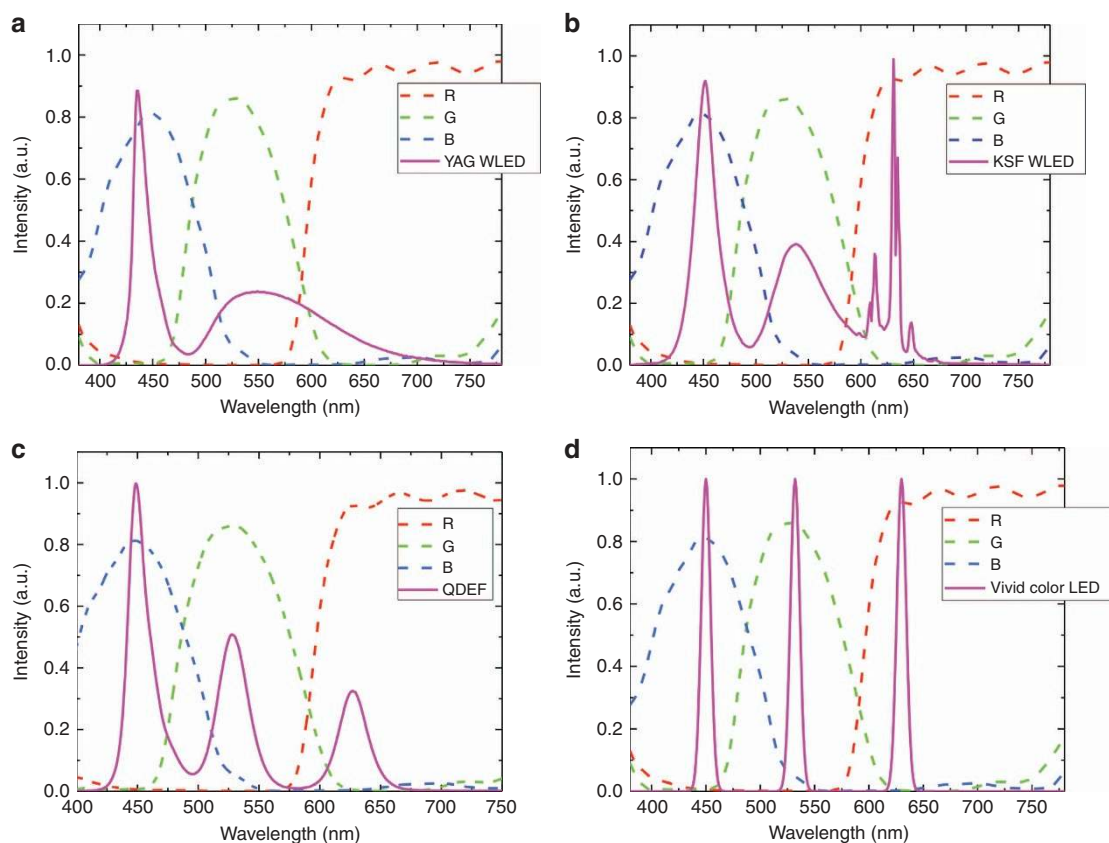 a
1.0
0.8
0.6
0.4
0.2
0.0
Intensity (a.u.)
R
G
B
YAG WLED
400 450 500 550 600 650 700 750
Wavelength (nm)
b
1.0
0.8
0.6
0.4
0.2
0.0
Intensity (a.u.)
R
G
B
KSF WLED
400 450 500 550 600 650 700 750
Wavelength (nm)
c
1.0
0.8
0.6
0.4
0.2
0.0
Intensity (a.u.)
R
G
B
QDEF
400 450 500 550 600 650 700 750
Wavelength (nm)
d
1.0
0.8
0.6
0.4
0.2
0.0
Intensity (a.u.)
R
G
B
Vivid color LED
400 450 500 550 600 650 700 750
Wavelength (nm)